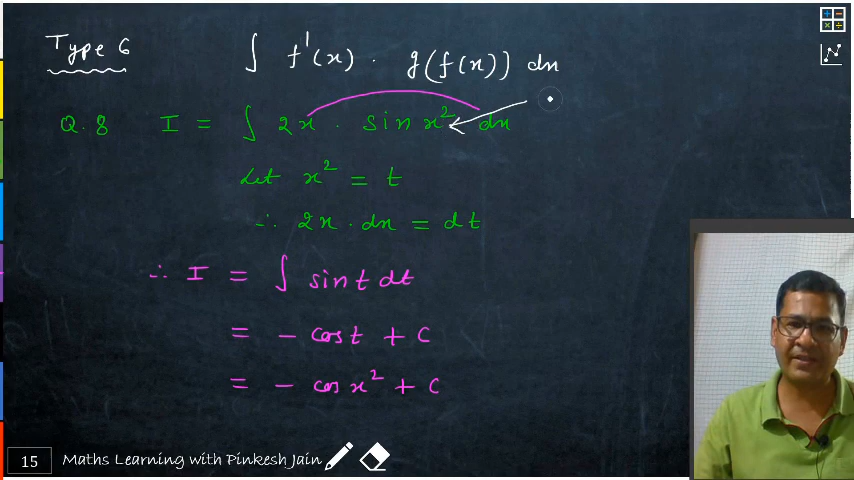 Type 6 ∫ f'(x) · g(f(x)) dx
Q.8 I = ∫ 2x · sin x² dx
Let x² = t
∴ 2x · dx = dt
∴ I = ∫ sin t dt
= - cos t + c
= - cos x² + c
15 Maths Learning with Pinkesh Jain